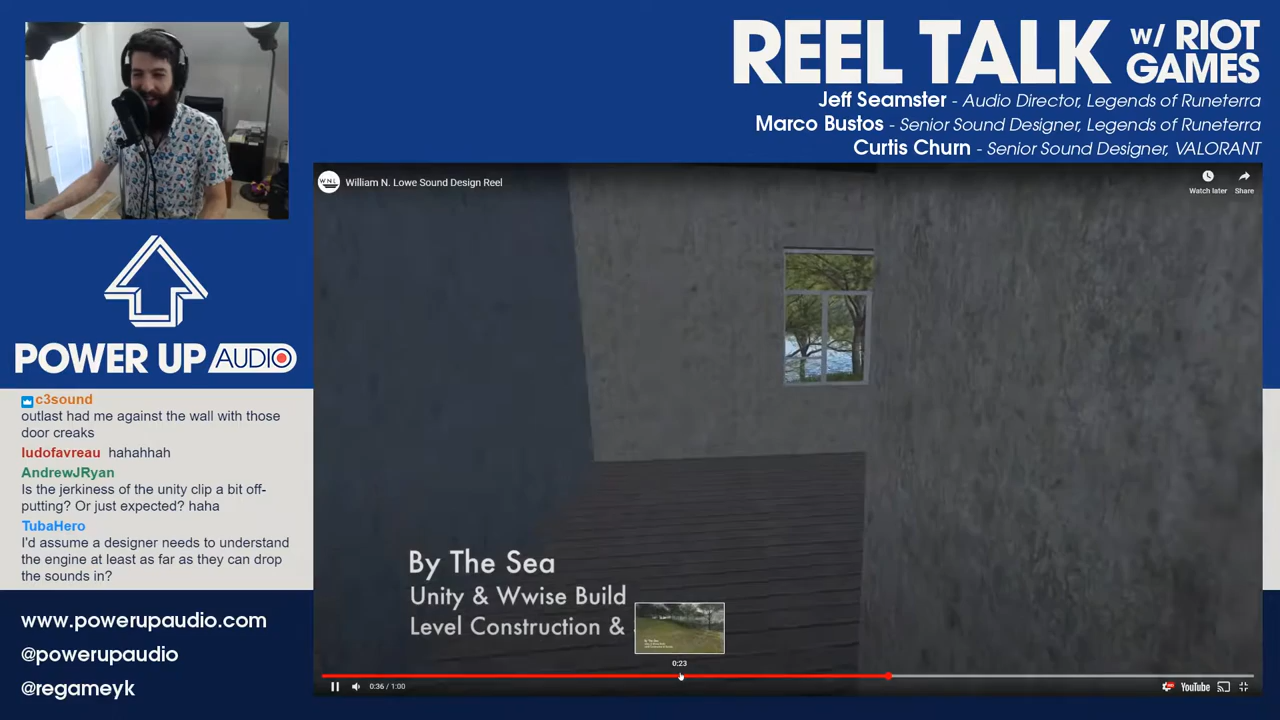 REEL TALK w/ RIOT GAMES
Jeff Seamster - Audio Director, Legends of Runeterra
Marco Bustos - Senior Sound Designer, Legends of Runeterra
Curtis Churn - Senior Sound Designer, VALORANT
WNL
William N. Lowe Sound Design Reel
Watch later
Share
POWER UP AUDIO
c3sound
outlast had me against the wall with those
door creaks
ludofavreau hahahhah
AndrewJRyan
Is the jerkiness of the unity clip a bit off-
putting? Or just expected? haha
TubaHero
I'd assume a designer needs to understand
the engine at least as far as they can drop
the sounds in?
www.powerupaudio.com
@powerupaudio
@regameyk
By The Sea
Unity & Wwise Build
Level Construction &
0:23
0:36 / 1:00
YouTube